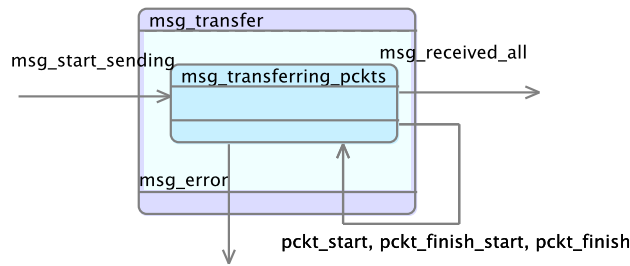 msg_transfer
msg_start_sending
msg_received_all
msg_transferring_pckts
msg_error
pckt_start, pckt_finish_start, pckt_finish